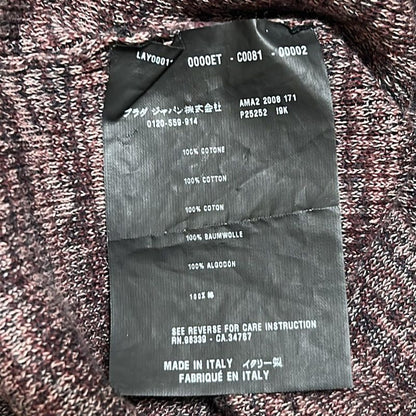 LAY0001- 0000ET - C0081 - 00002
プラダ ジャパン株式会社
0120-559-914
AMA2 2008 171
P25252 I9K
100% COTONE
100% COTTON
100% COTON
100% BAUMWOLLE
100% ALGODÓN
100% 綿
SEE REVERSE FOR CARE INSTRUCTION
RN.98339 - CA.34767
MADE IN ITALY イタリー製
FABRIQUÉ EN ITALY